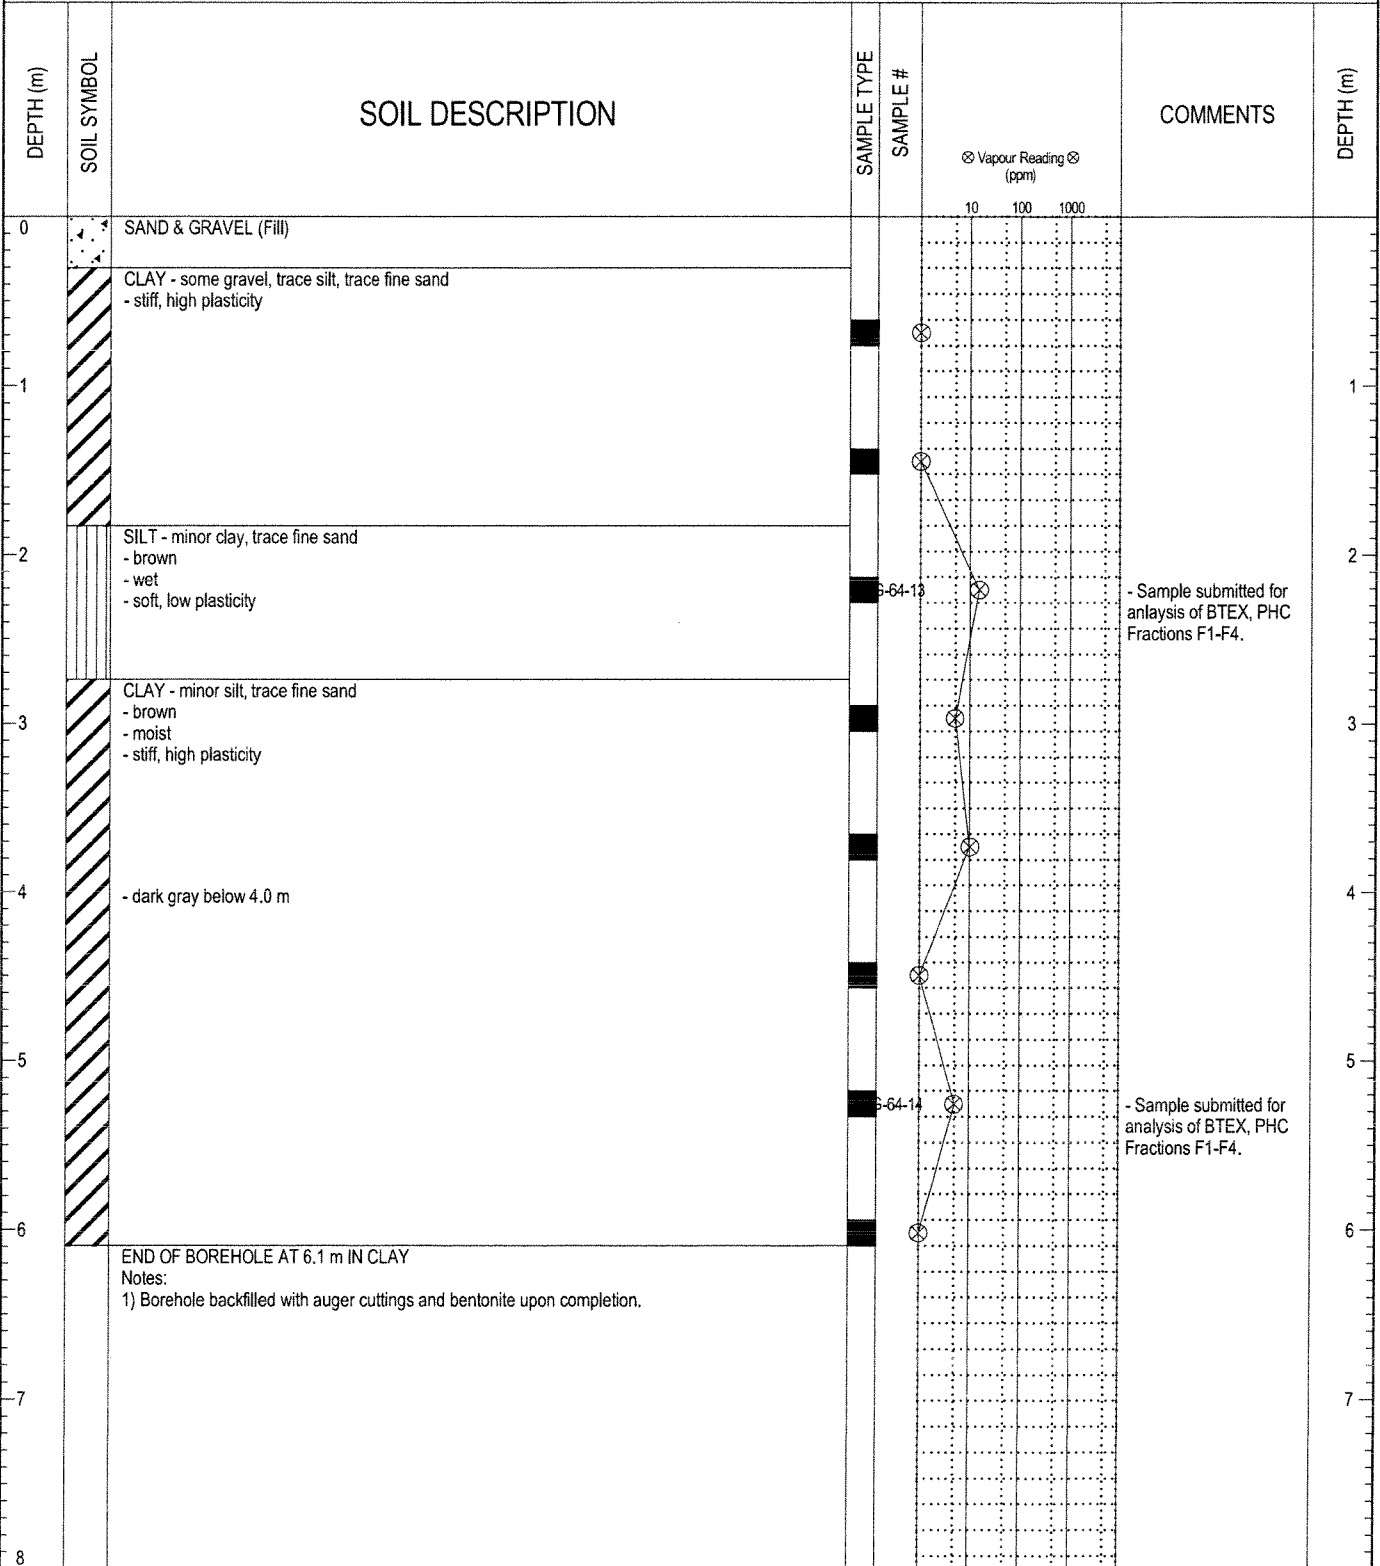 DEPTH (m)
SOIL SYMBOL
SOIL DESCRIPTION
SAMPLE TYPE
SAMPLE #
⊗ Vapour Reading ⊗
(ppm)
10 100 1000
COMMENTS
DEPTH (m)
0
SAND & GRAVEL (Fill)
CLAY - some gravel, trace silt, trace fine sand
- stiff, high plasticity
1
1
SILT - minor clay, trace fine sand
- brown
- wet
- soft, low plasticity
2
2
G-64-13
- Sample submitted for
anlaysis of BTEX, PHC
Fractions F1-F4.
CLAY - minor silt, trace fine sand
- brown
- moist
- stiff, high plasticity
3
3
- dark gray below 4.0 m
4
4
5
5
G-64-14
- Sample submitted for
analysis of BTEX, PHC
Fractions F1-F4.
6
6
END OF BOREHOLE AT 6.1 m IN CLAY
Notes:
1) Borehole backfilled with auger cuttings and bentonite upon completion.
7
7
8